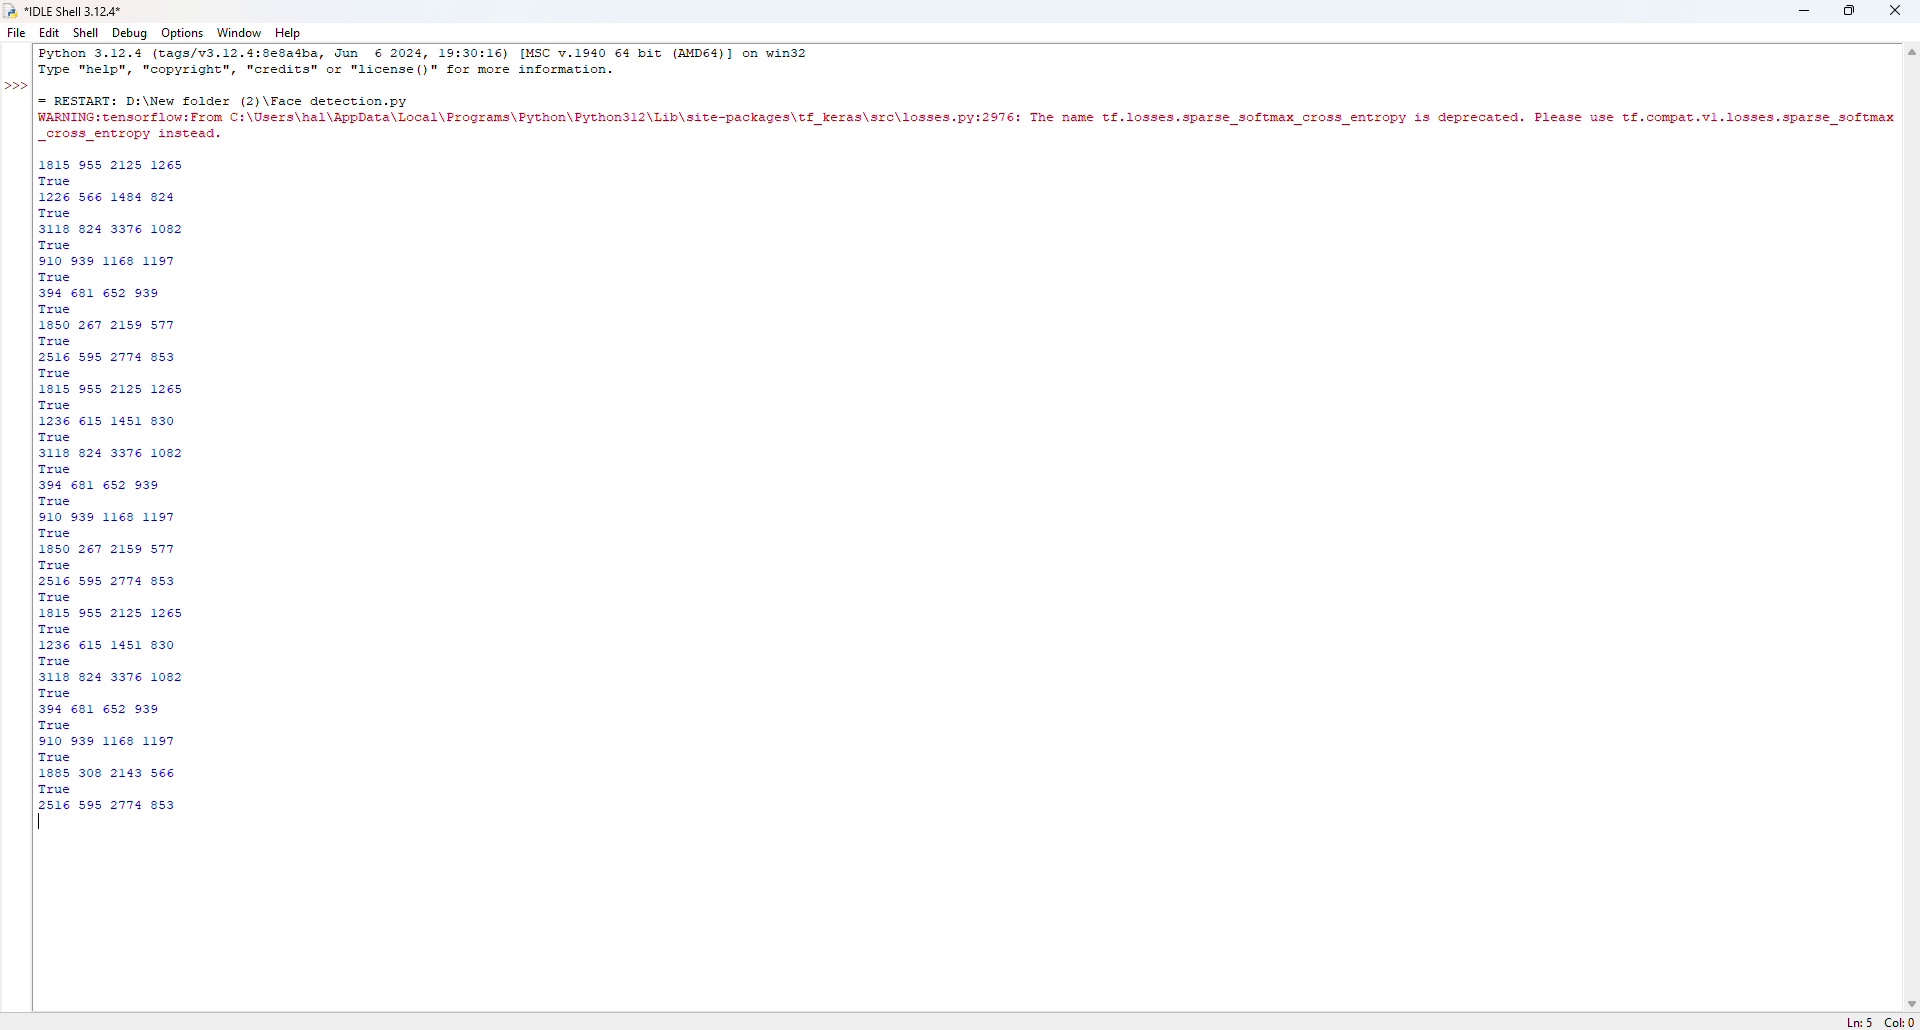 *IDLE Shell 3.12.4*
File Edit Shell Debug Options Window Help
Python 3.12.4 (tags/v3.12.4:8e8a4ba, Jun  6 2024, 19:30:16) [MSC v.1940 64 bit (AMD64)] on win32
Type "help", "copyright", "credits" or "license()" for more information.
>>>
= RESTART: D:\New folder (2)\Face detection.py
WARNING:tensorflow:From C:\Users\hal\AppData\Local\Programs\Python\Python312\Lib\site-packages\tf_keras\src\losses.py:2976: The name tf.losses.sparse_softmax_cross_entropy is deprecated. Please use tf.compat.v1.losses.sparse_softmax
_cross_entropy instead.
1815 955 2125 1265
True
1226 566 1484 824
True
3118 824 3376 1082
True
910 939 1168 1197
True
394 681 652 939
True
1850 267 2159 577
True
2516 595 2774 853
True
1815 955 2125 1265
True
1236 615 1451 830
True
3118 824 3376 1082
True
394 681 652 939
True
910 939 1168 1197
True
1850 267 2159 577
True
2516 595 2774 853
True
1815 955 2125 1265
True
1236 615 1451 830
True
3118 824 3376 1082
True
394 681 652 939
True
910 939 1168 1197
True
1885 308 2143 566
True
2516 595 2774 853
Ln: 5 Col: 0